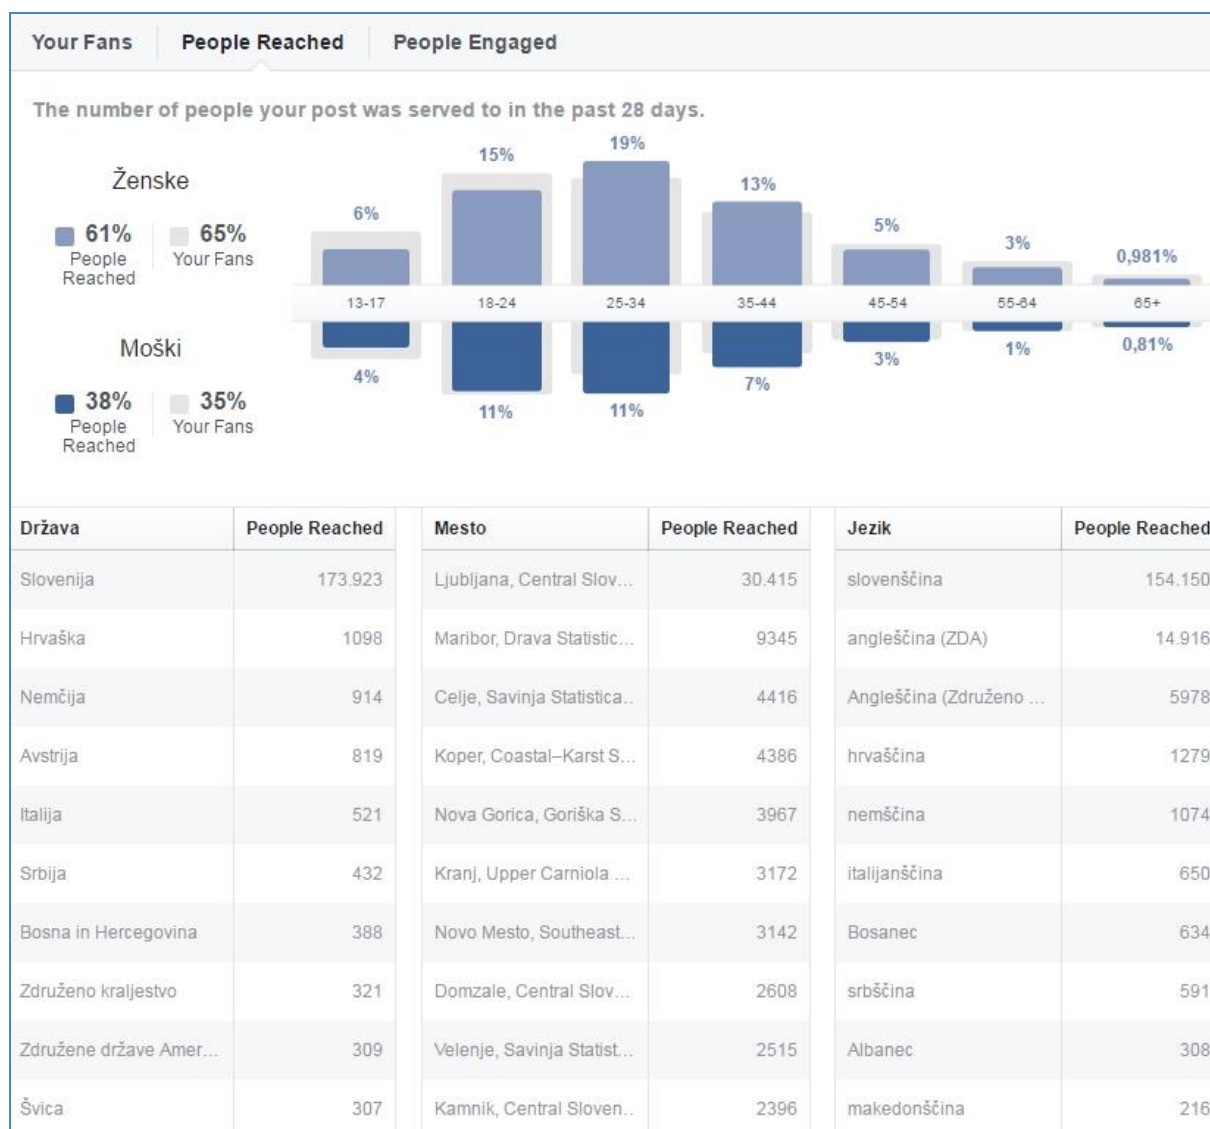 Your Fans People Reached People Engaged
The number of people your post was served to in the past 28 days.
Ženske
61% People Reached
65% Your Fans
6% 15% 19% 13% 5% 3% 0,981%
13-17 18-24 25-34 35-44 45-54 55-64 65+
Moški
38% People Reached
35% Your Fans
4% 11% 11% 7% 3% 1% 0,81%
Država People Reached Mesto People Reached Jezik People Reached
Slovenija 173.923 Ljubljana, Central Slov... 30.415 slovenščina 154.150
Hrvaška 1098 Maribor, Drava Statistic... 9345 angleščina (ZDA) 14.916
Nemčija 914 Celje, Savinja Statistica.. 4416 Angleščina (Združeno ... 5978
Avstrija 819 Koper, Coastal–Karst S... 4386 hrvaščina 1279
Italija 521 Nova Gorica, Goriška S... 3967 nemščina 1074
Srbija 432 Kranj, Upper Carniola ... 3172 italijanščina 650
Bosna in Hercegovina 388 Novo Mesto, Southeast... 3142 Bosanec 634
Združeno kraljestvo 321 Domzale, Central Slov... 2608 srbščina 591
Združene države Amer... 309 Velenje, Savinja Statist... 2515 Albanec 308
Švica 307 Kamnik, Central Sloven.. 2396 makedonščina 216